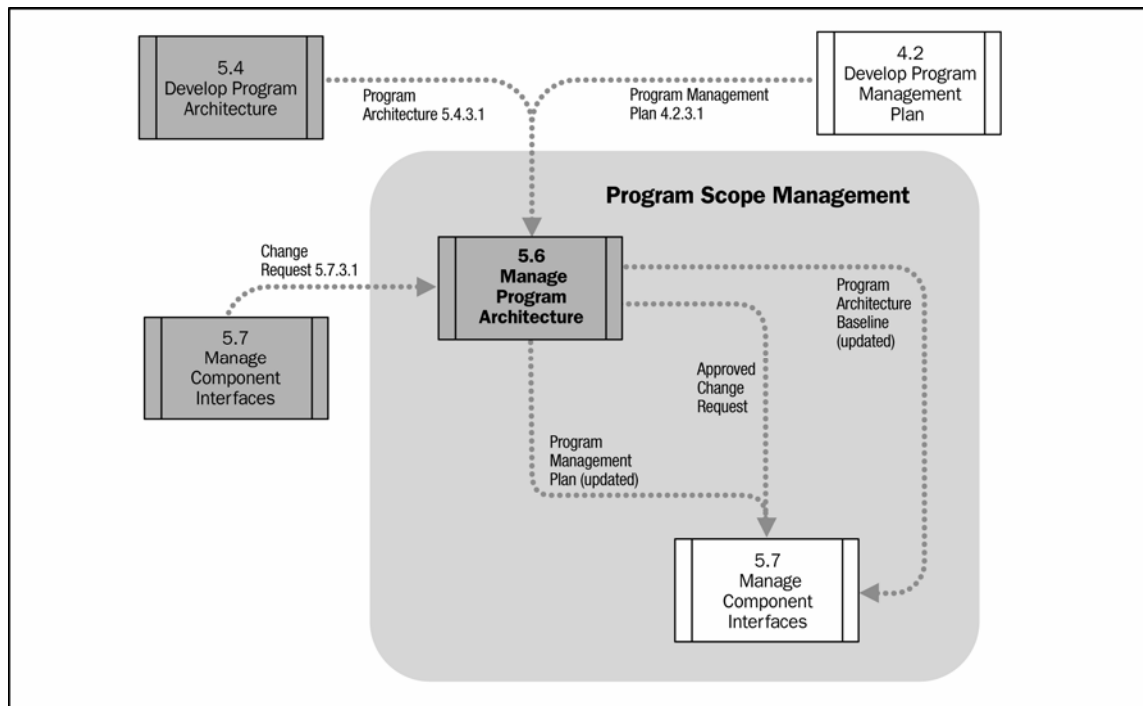 5.4
Develop Program
Architecture
Program
Architecture 5.4.3.1
Program Management
Plan 4.2.3.1
4.2
Develop Program
Management
Plan
Program Scope Management
Change
Request 5.7.3.1
5.6
Manage
Program
Architecture
Program
Architecture
Baseline
(updated)
5.7
Manage
Component
Interfaces
Approved
Change
Request
Program
Management
Plan (updated)
5.7
Manage
Component
Interfaces